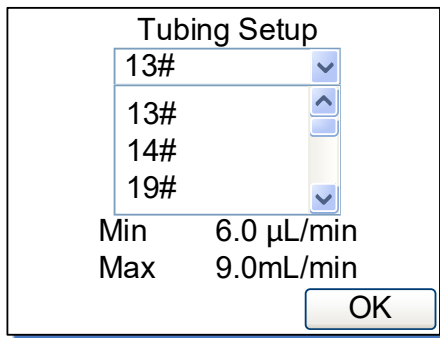 Tubing Setup
13#
13#
14#
19#
Min 6.0 µL/min
Max 9.0mL/min
OK